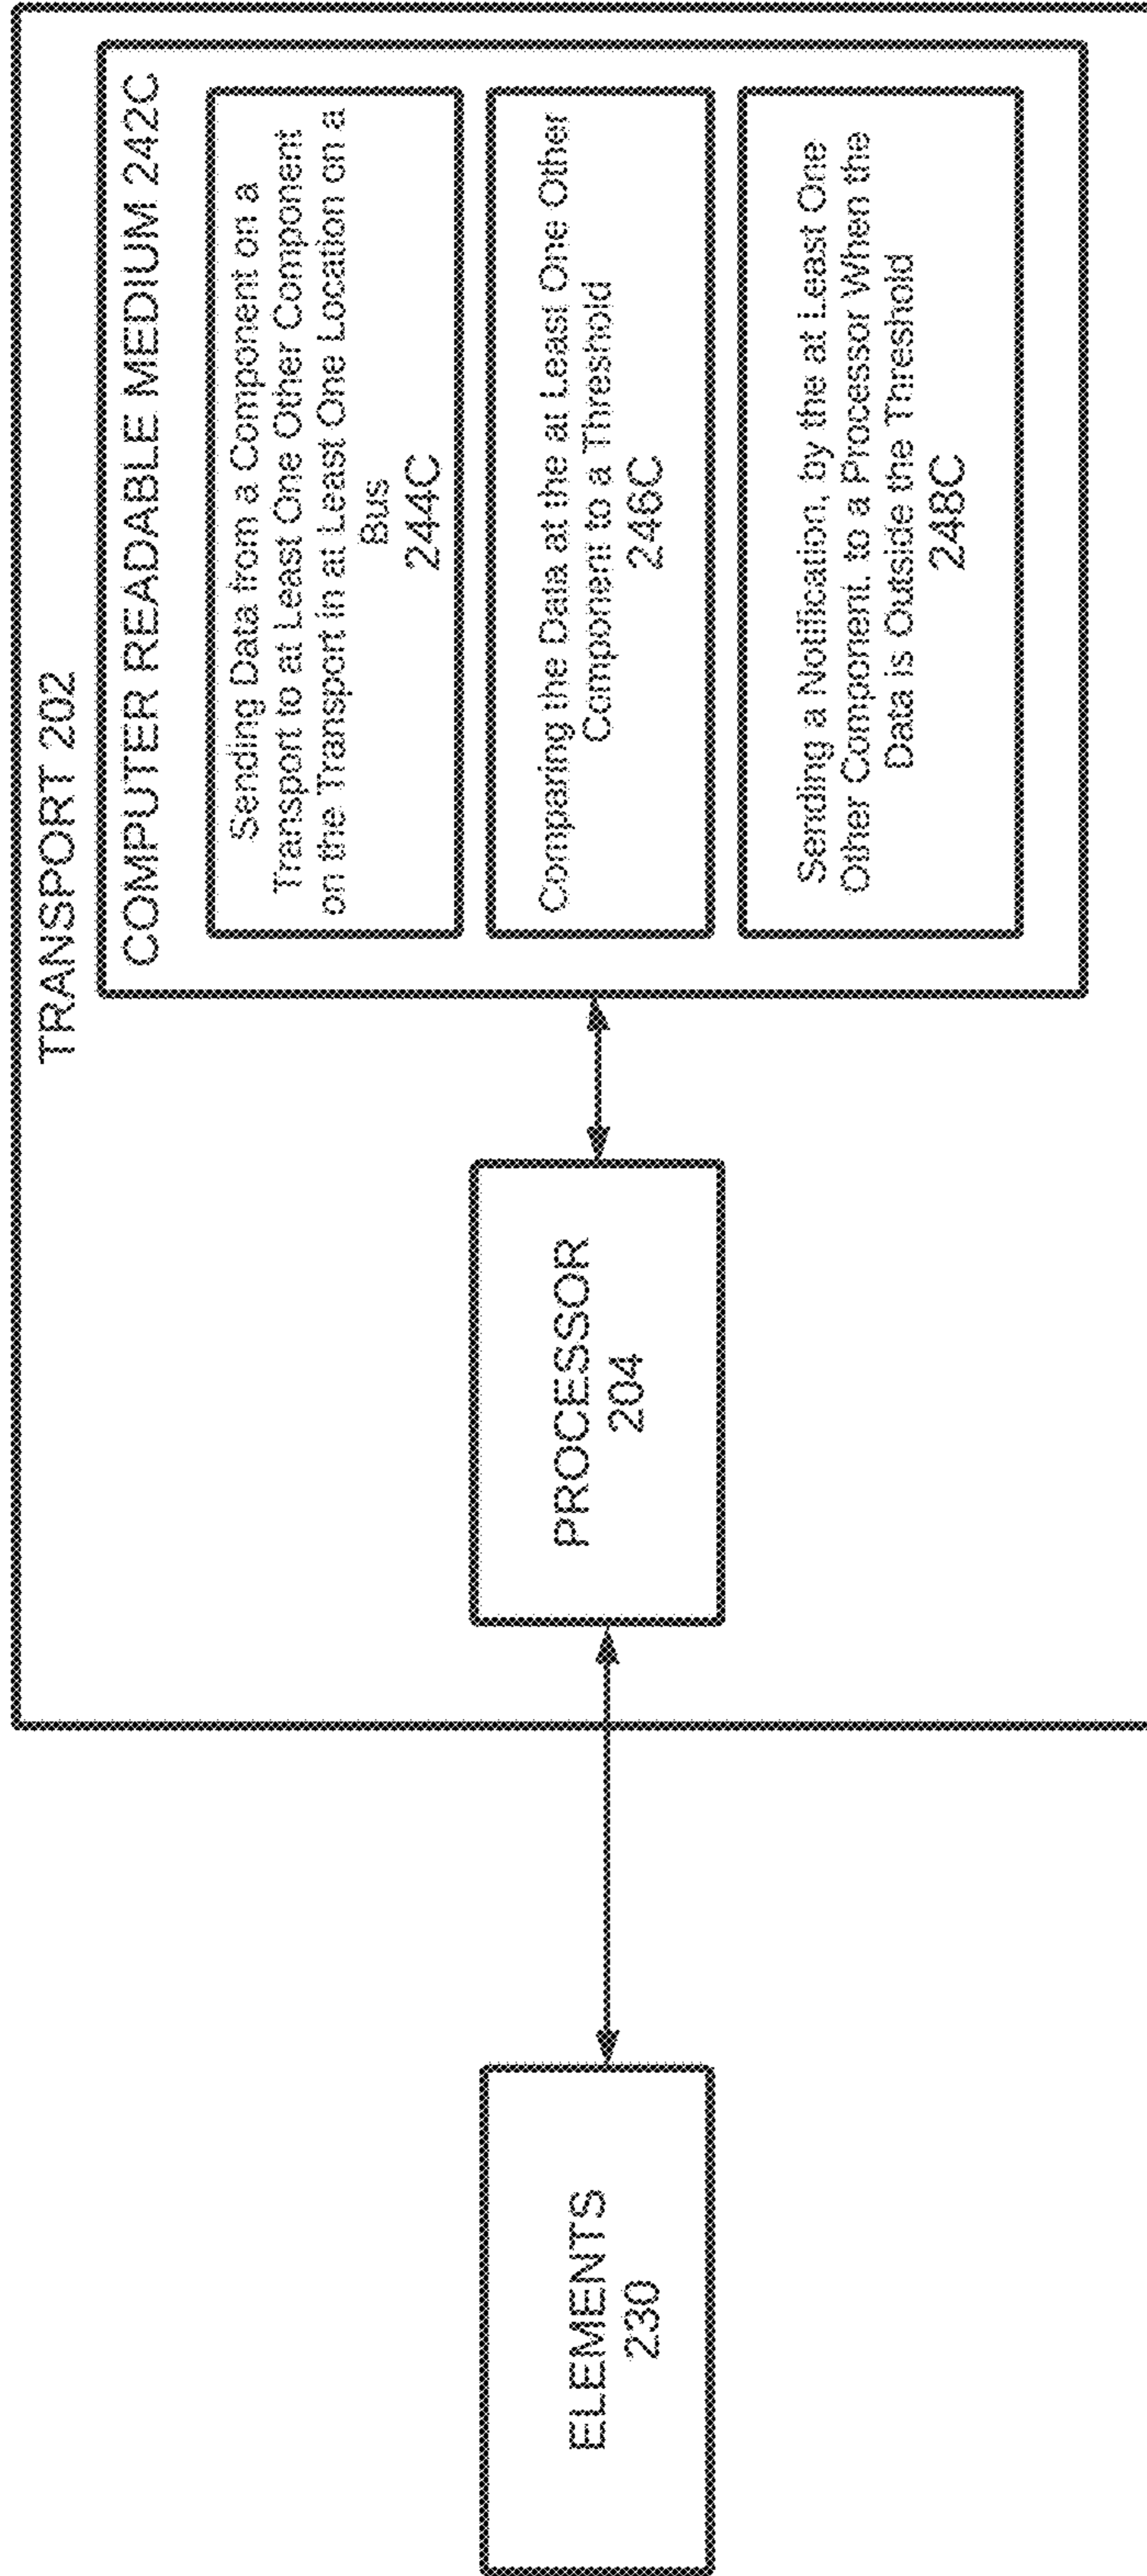 TRANSPORT 202
COMPUTER READABLE MEDIUM 242C
Sending Data from a Component on a
Transport to at Least One Other Component
on the Transport in at Least One Location on a
Bus
244C
Comparing the Data at the at Least One Other
Component to a Threshold
246C
Sending a Notification, by the at Least One
Other Component, to a Processor When the
Data is Outside the Threshold
248C
PROCESSOR
204
ELEMENTS
230